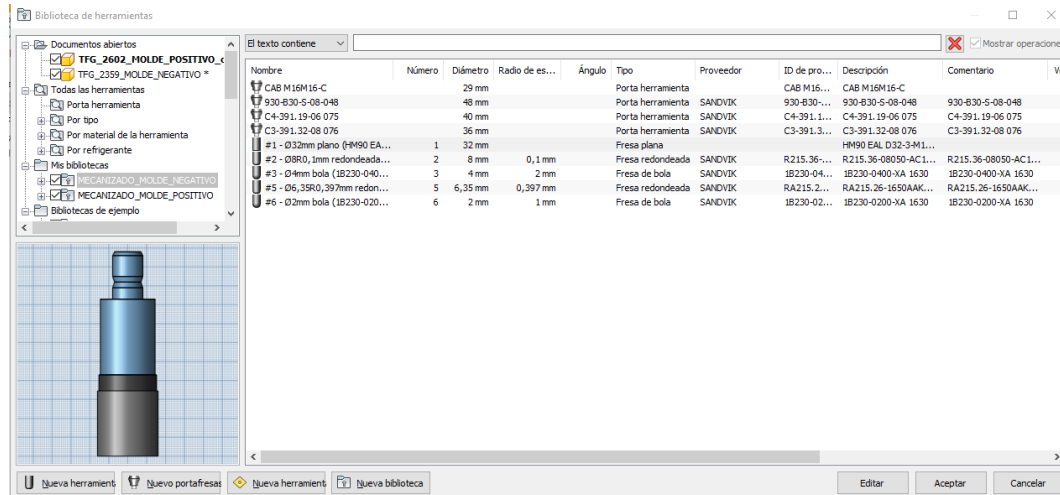 Biblioteca de herramientas
Documentos abiertos
TFG_2602_MOLDE_POSITIVO_c
TFG_2359_MOLDE_NEGATIVO *
Todas las herramientas
Porta herramienta
Por tipo
Por material de la herramienta
Por refrigerante
Mis bibliotecas
MECANIZADO_MOLDE_NEGATIVO
MECANIZADO_MOLDE_POSITIVO
Bibliotecas de ejemplo
El texto contiene
Mostrar operacione
Nombre Número Diámetro Radio de es... Ángulo Tipo Proveedor ID de pro... Descripción Comentario
CAB M16M16-C 29 mm Porta herramienta CAB M16... CAB M16M16-C
930-B30-S-08-048 48 mm Porta herramienta SANDVIK 930-B30-... 930-B30-S-08-048 930-B30-S-08-048
C4-391.19-06 075 40 mm Porta herramienta SANDVIK C4-391.1... C4-391.19-06 075 C4-391.19-06 075
C3-391.32-08 076 36 mm Porta herramienta SANDVIK C3-391.3... C3-391.32-08 076 C3-391.32-08 076
#1 - Ø32mm plano (HM90 EA... 1 32 mm Fresa plana HM90 EAL D32-3-M1...
#2 - Ø8R0,1mm redondeada... 2 8 mm 0,1 mm Fresa redondeada SANDVIK R215.36-... R215.36-08050-AC1... R215.36-08050-AC1...
#3 - Ø4mm bola (1B230-040... 3 4 mm 2 mm Fresa de bola SANDVIK 1B230-04... 1B230-0400-XA 1630 1B230-0400-XA 1630
#5 - Ø6,35R0,397mm redon... 5 6,35 mm 0,397 mm Fresa redondeada SANDVIK RA215.2... RA215.26-1650AAK... RA215.26-1650AAK...
#6 - Ø2mm bola (1B230-020... 6 2 mm 1 mm Fresa de bola SANDVIK 1B230-02... 1B230-0200-XA 1630 1B230-0200-XA 1630
Nueva herramient Nuevo portafresas Nueva herramient Nueva biblioteca Editar Aceptar Cancelar